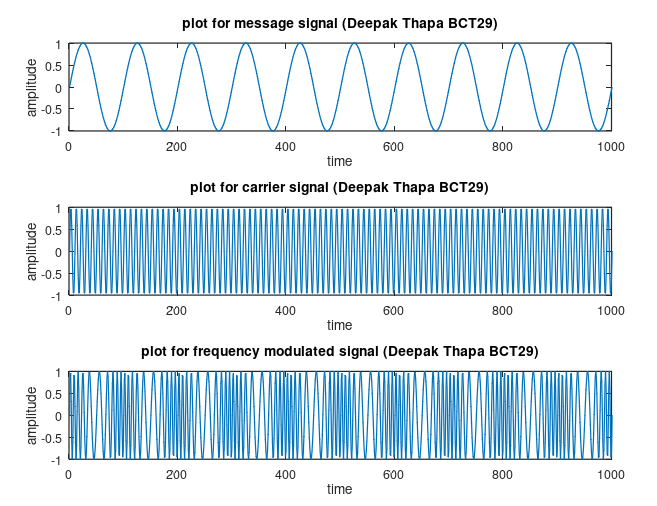 plot for message signal (Deepak Thapa BCT29)
1
0.5
0
-0.5
-1
amplitude
0 200 400 600 800 1000
time
plot for carrier signal (Deepak Thapa BCT29)
1
0.5
0
-0.5
-1
amplitude
0 200 400 600 800 1000
time
plot for frequency modulated signal (Deepak Thapa BCT29)
1
0.5
0
-0.5
-1
amplitude
0 200 400 600 800 1000
time